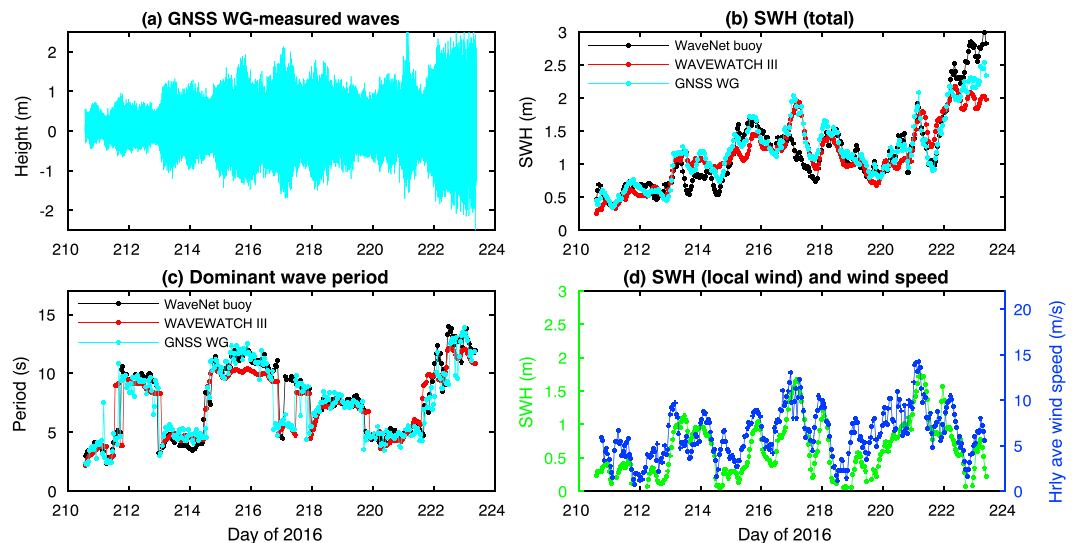 (a) GNSS WG-measured waves
Height (m)
2
1
0
-1
-2
210 212 214 216 218 220 222 224
(b) SWH (total)
SWH (m)
3
2.5
2
1.5
1
0.5
0
WaveNet buoy
WAVEWATCH III
GNSS WG
210 212 214 216 218 220 222 224
(c) Dominant wave period
Period (s)
15
10
5
0
WaveNet buoy
WAVEWATCH III
GNSS WG
210 212 214 216 218 220 222 224
Day of 2016
(d) SWH (local wind) and wind speed
SWH (m)
3
2.5
2
1.5
1
0.5
0
20
15
10
5
0
Hrly ave wind speed (m/s)
210 212 214 216 218 220 222 224
Day of 2016